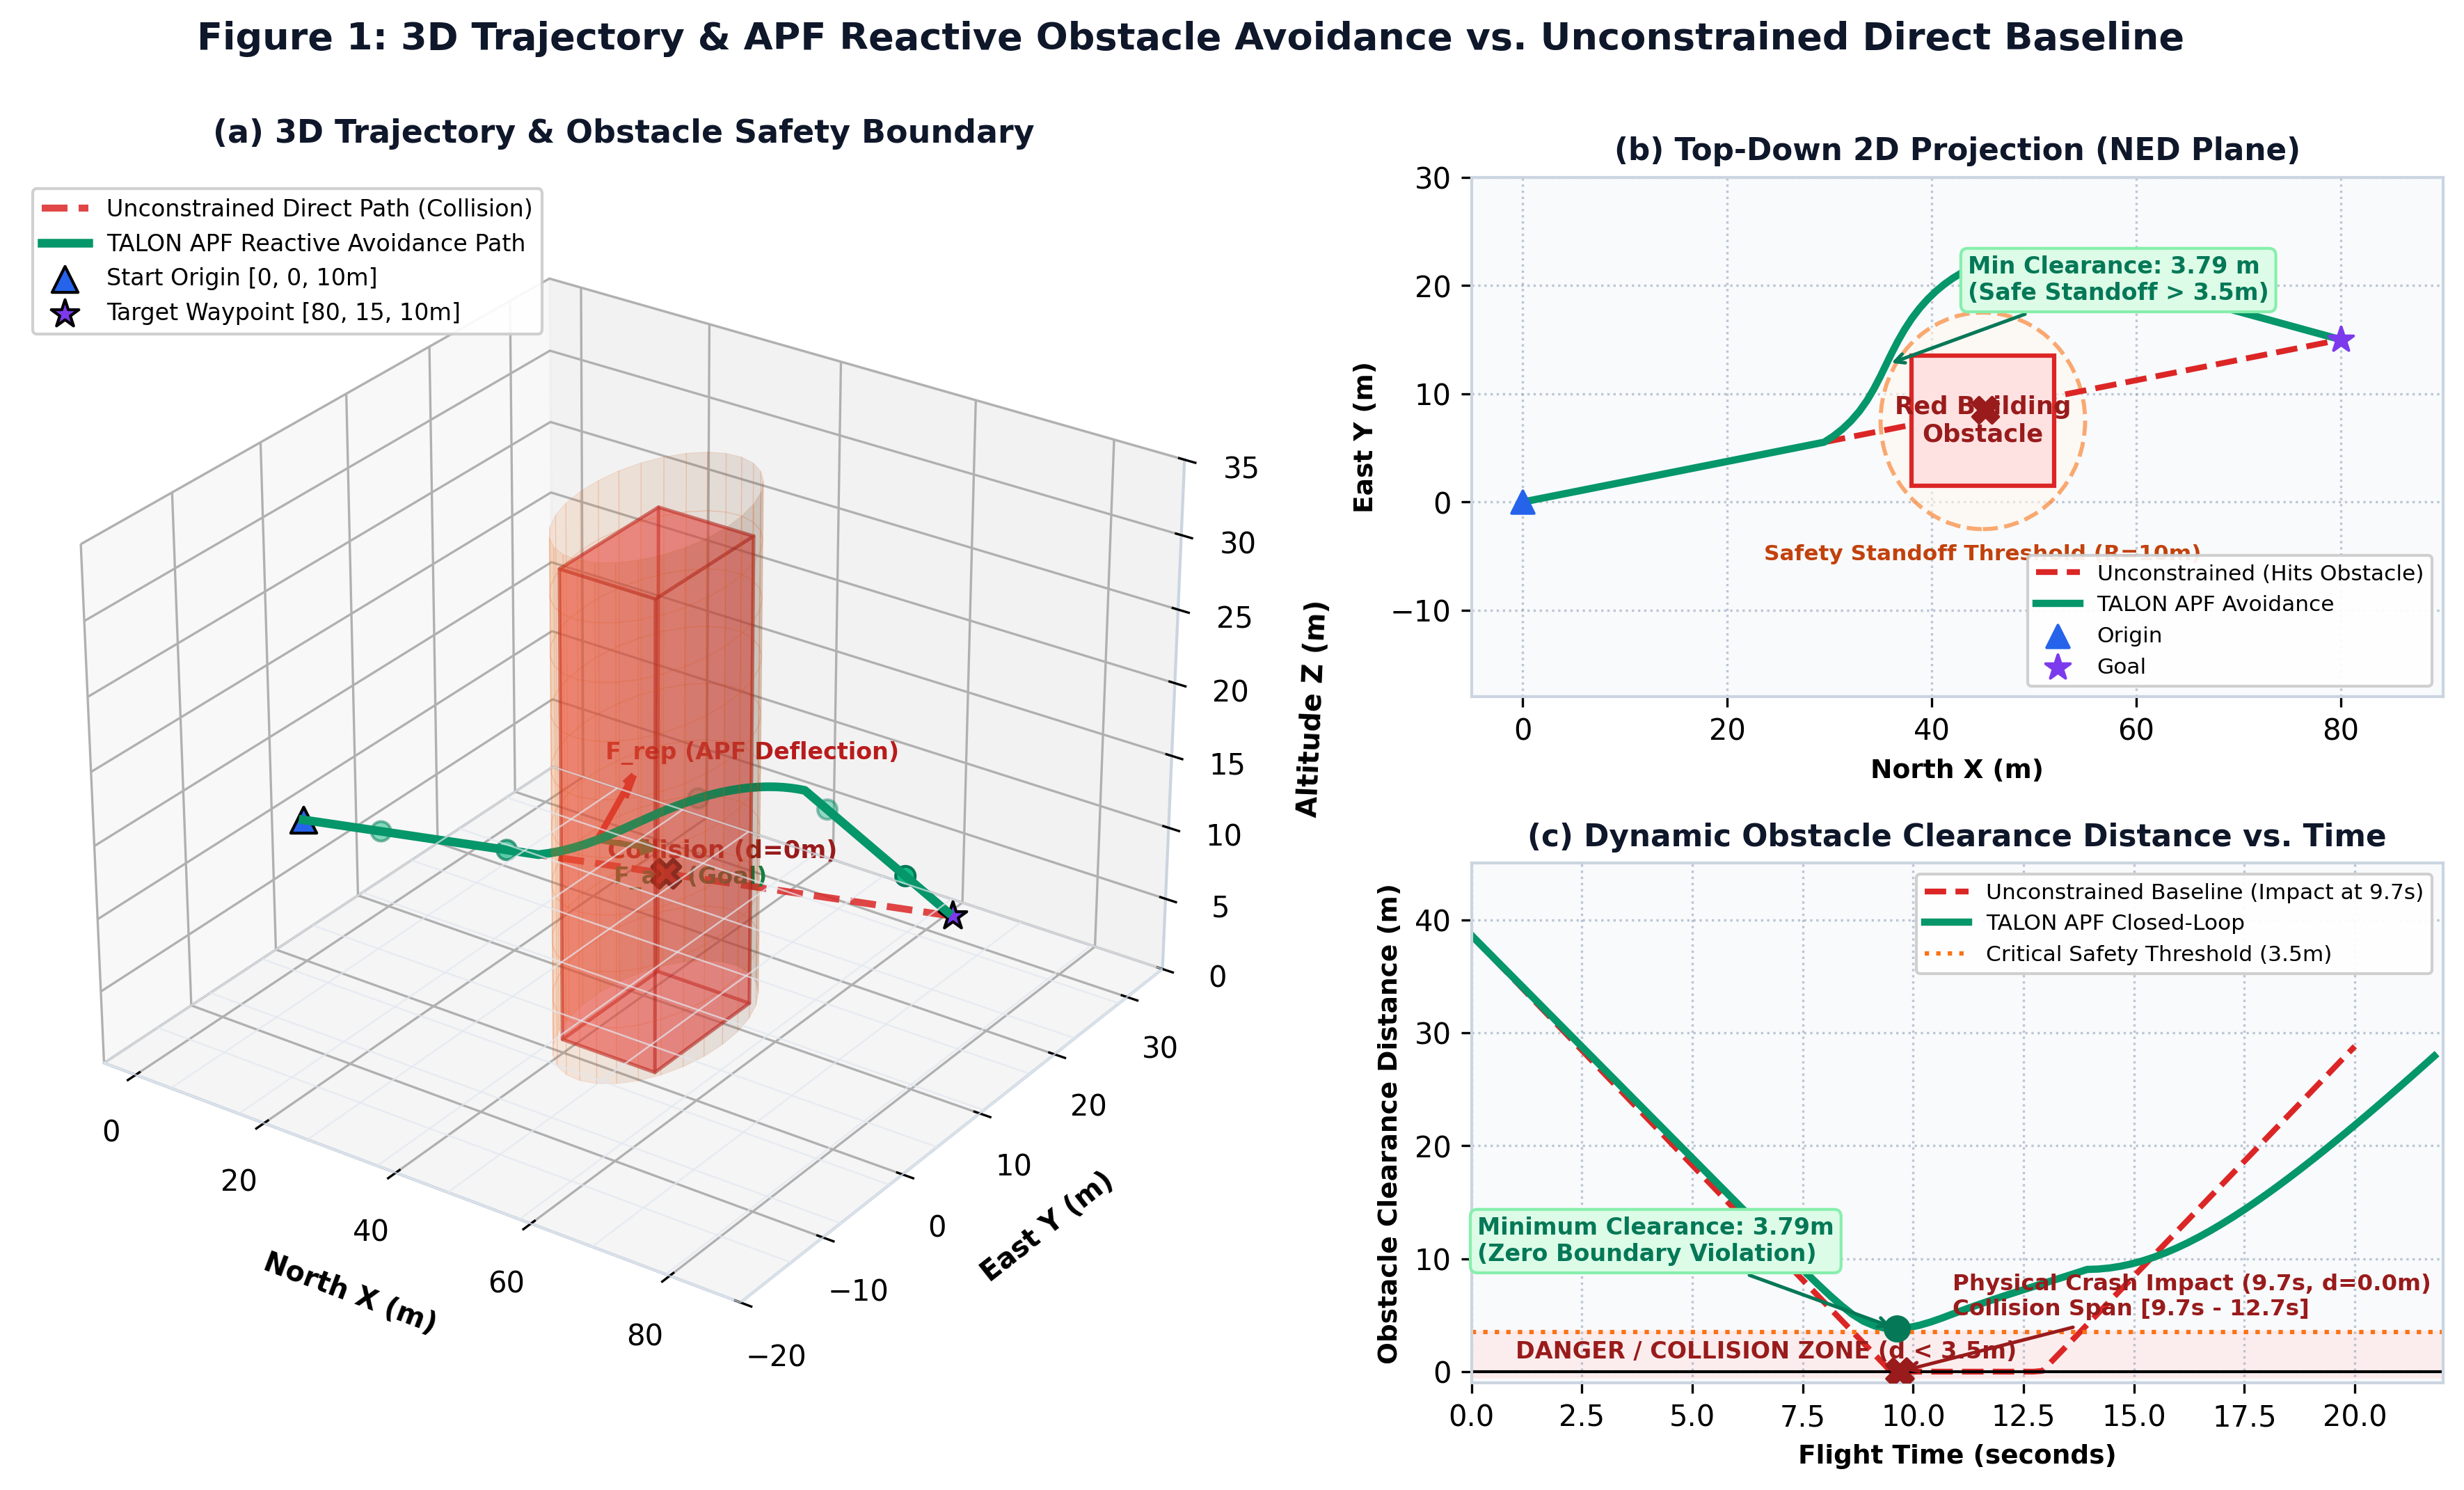 Figure 1: 3D Trajectory & APF Reactive Obstacle Avoidance vs. Unconstrained Direct Baseline
(a) 3D Trajectory & Obstacle Safety Boundary
Unconstrained Direct Path (Collision)
TALON APF Reactive Avoidance Path
Start Origin [0, 0, 10m]
Target Waypoint [80, 15, 10m]
F_rep (APF Deflection)
Collision (d=0m)
(Goal)
35
30
25
20
15
10
5
0
Altitude Z (m)
0
20
40
60
80
North X (m)
−20
−10
0
10
20
30
East Y (m)
(b) Top-Down 2D Projection (NED Plane)
30
20
10
0
−10
East Y (m)
Min Clearance: 3.79 m
(Safe Standoff > 3.5m)
Red Building
Obstacle
Safety Standoff Threshold (R=10m)
Unconstrained (Hits Obstacle)
TALON APF Avoidance
Origin
Goal
0
20
40
60
80
North X (m)
(c) Dynamic Obstacle Clearance Distance vs. Time
40
30
20
10
0
Obstacle Clearance Distance (m)
Unconstrained Baseline (Impact at 9.7s)
TALON APF Closed-Loop
Critical Safety Threshold (3.5m)
Minimum Clearance: 3.79m
(Zero Boundary Violation)
Physical Crash Impact (9.7s, d=0.0m)
Collision Span [9.7s - 12.7s]
DANGER / COLLISION ZONE (d < 3.5m)
0.0
2.5
5.0
7.5
10.0
12.5
15.0
17.5
20.0
Flight Time (seconds)